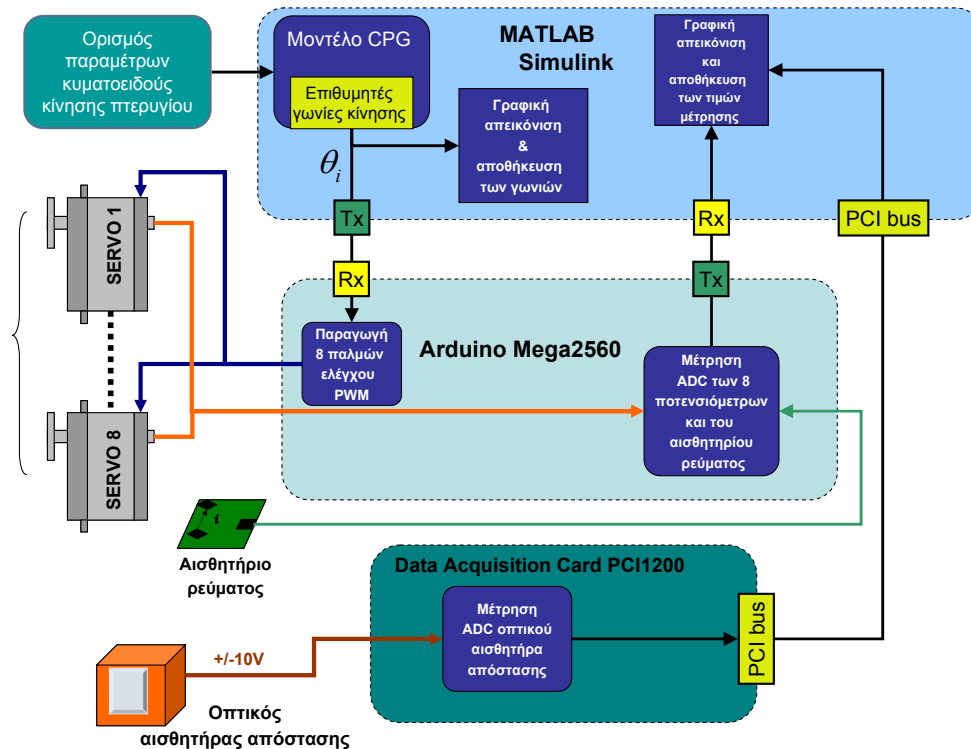 Ορισμός
παραμέτρων
κυματοειδούς
κίνησης πτερυγίου
Μοντέλο CPG
Επιθυμητές
γωνίες κίνησης
MATLAB
Simulink
Γραφική
απεικόνιση
και
αποθήκευση
των τιμών
μέτρησης
Γραφική
απεικόνιση
&
αποθήκευση
των γωνιών
θi
Tx
Rx
PCI bus
Rx
Tx
SERVO 1
SERVO 8
Παραγωγή
8 παλμών
ελέγχου
PWM
Arduino Mega2560
Μέτρηση
ADC των 8
ποτενσιόμετρων
και του
αισθητηρίου
ρεύματος
i
Αισθητήριο
ρεύματος
Data Acquisition Card PCI1200
Μέτρηση
ADC οπτικού
αισθητήρα
απόστασης
PCI bus
+/-10V
Οπτικός
αισθητήρας απόστασης